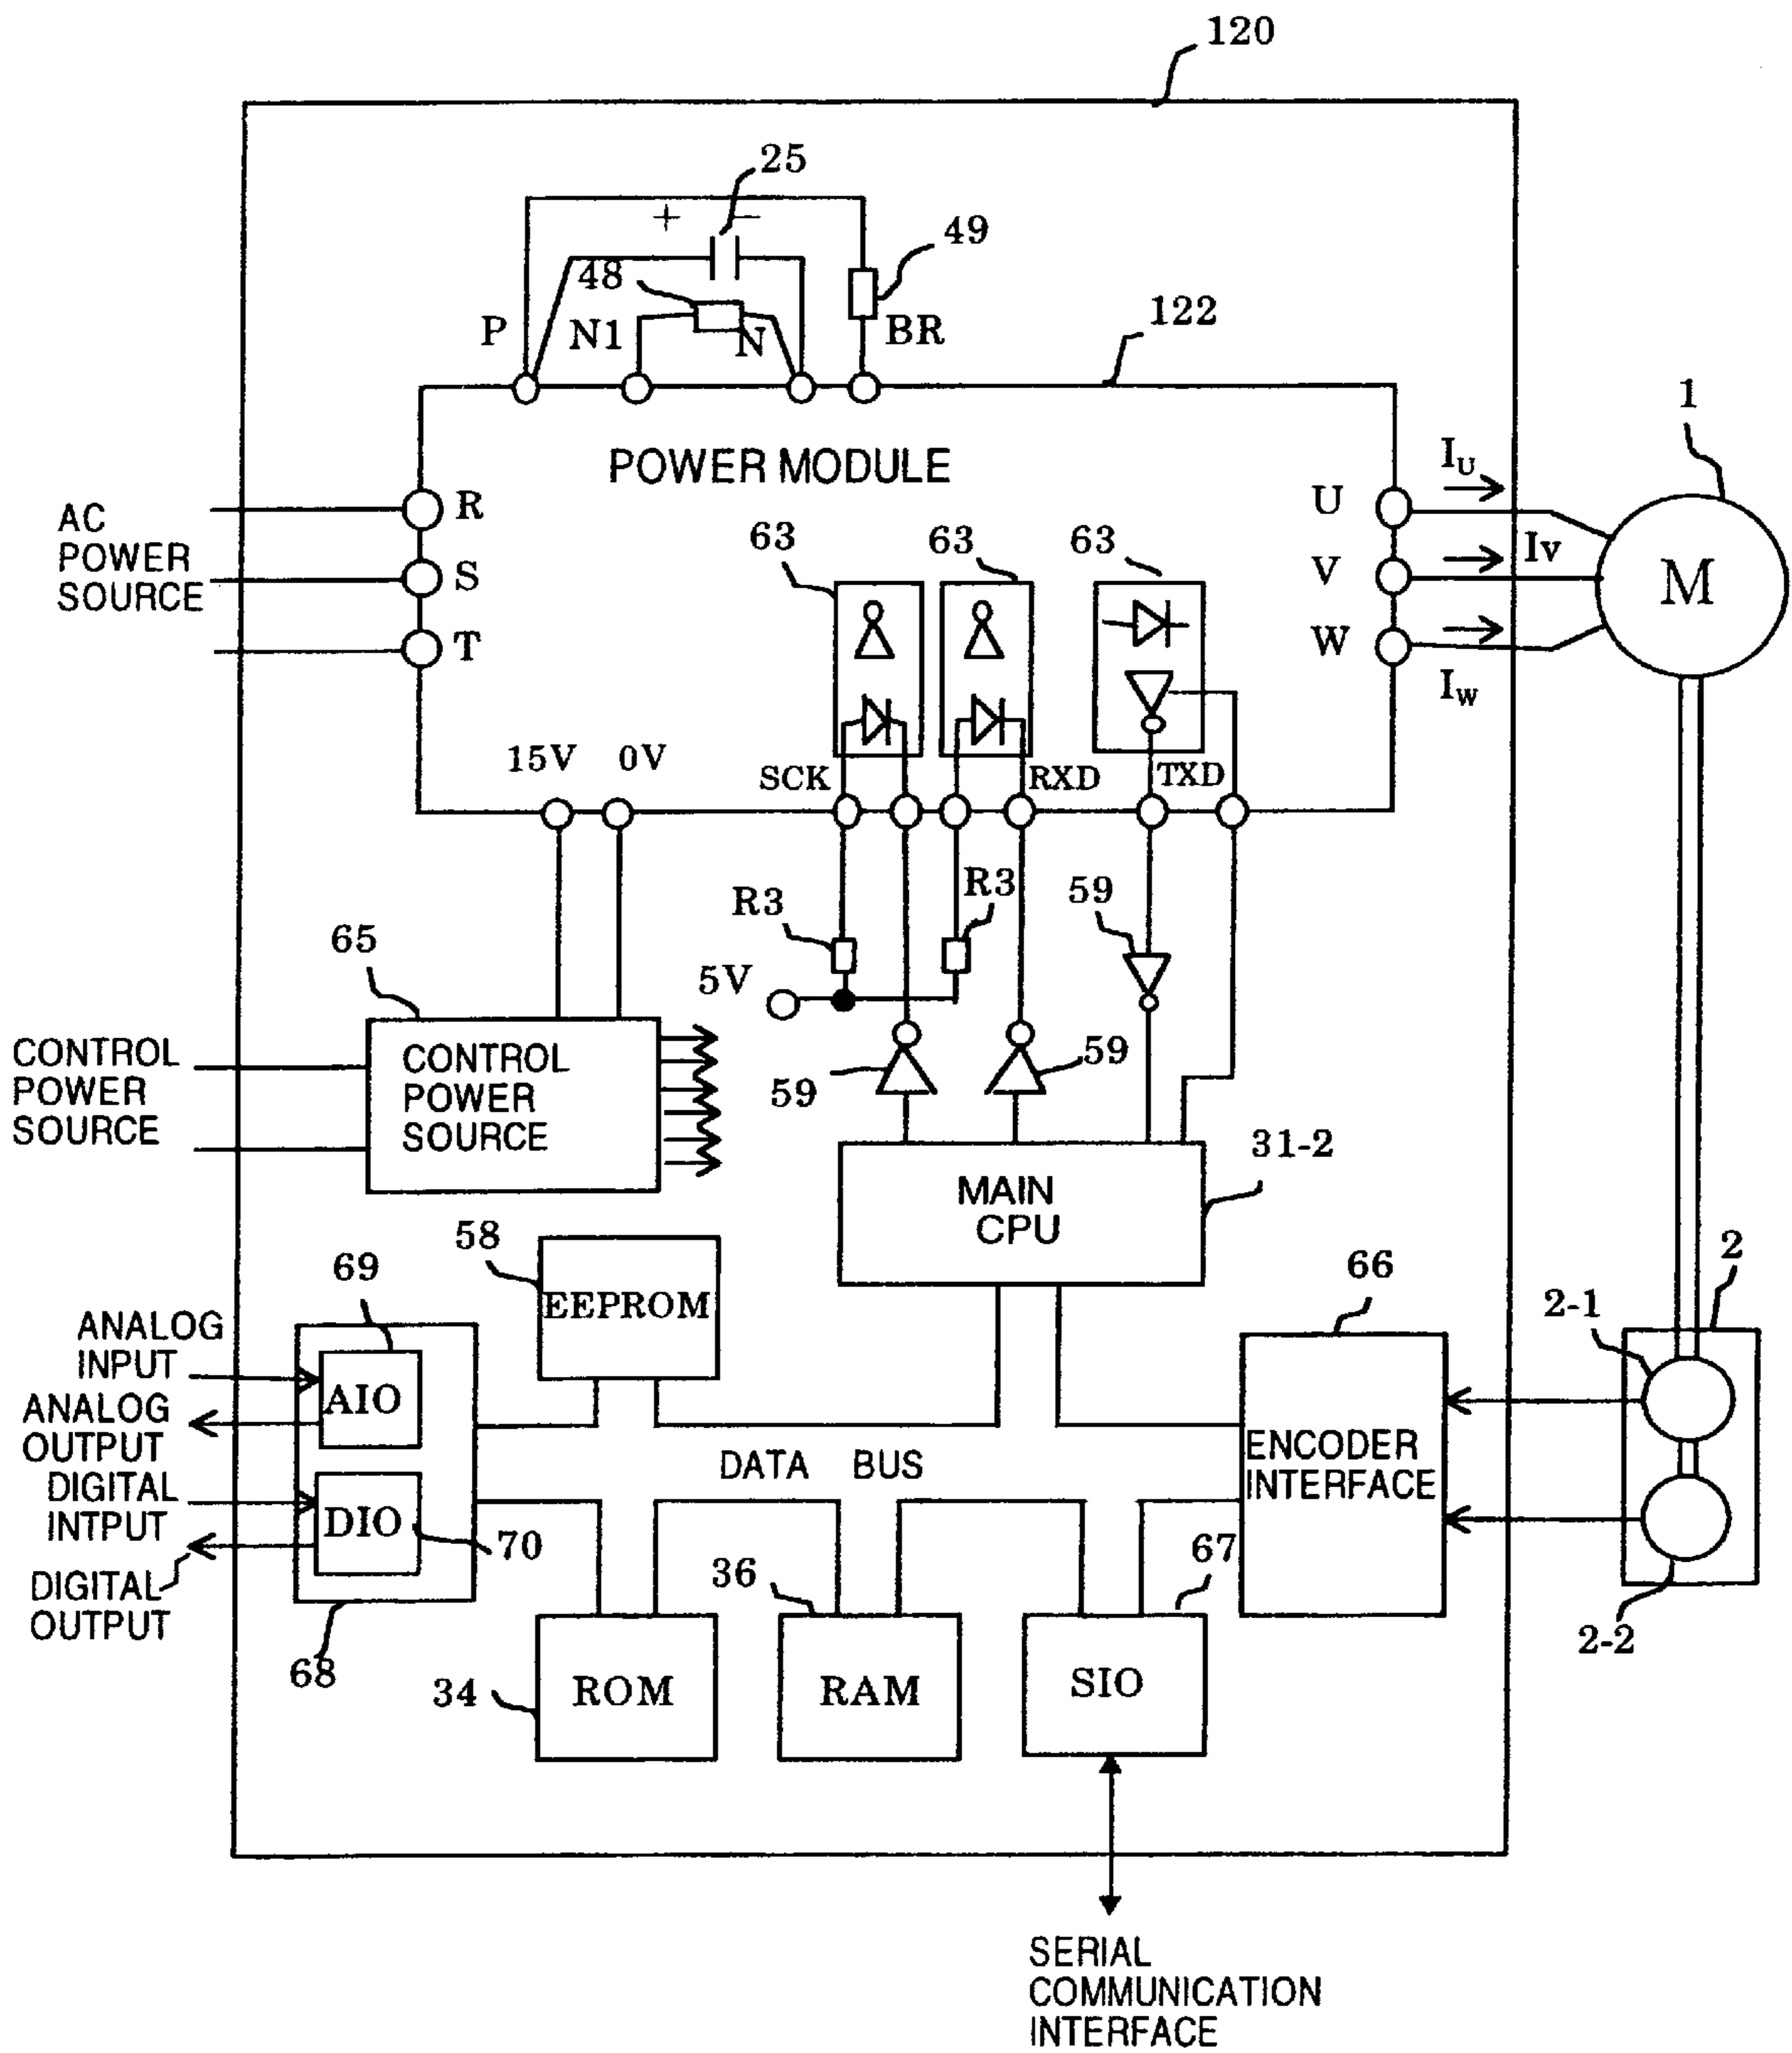 120
25
+ −
49
48
P
N1
N
BR
122
1
POWER MODULE
I U
AC
POWER
SOURCE
R
S
T
63
63
63
U
V
W
Iv
M
I W
15V
0V
SCK
RXD
TXD
R3
R3
59
65
5V
CONTROL
POWER
SOURCE
CONTROL
POWER
SOURCE
59
59
31-2
MAIN
CPU
58
EEPROM
69
66
2
2-1
ANALOG
INPUT
AIO
ANALOG
OUTPUT
DATA BUS
ENCODER
INTERFACE
DIGITAL
INTPUT
DIO
70
DIGITAL
OUTPUT
68
36
67
2-2
34
ROM
RAM
SIO
SERIAL
COMMUNICATION
INTERFACE